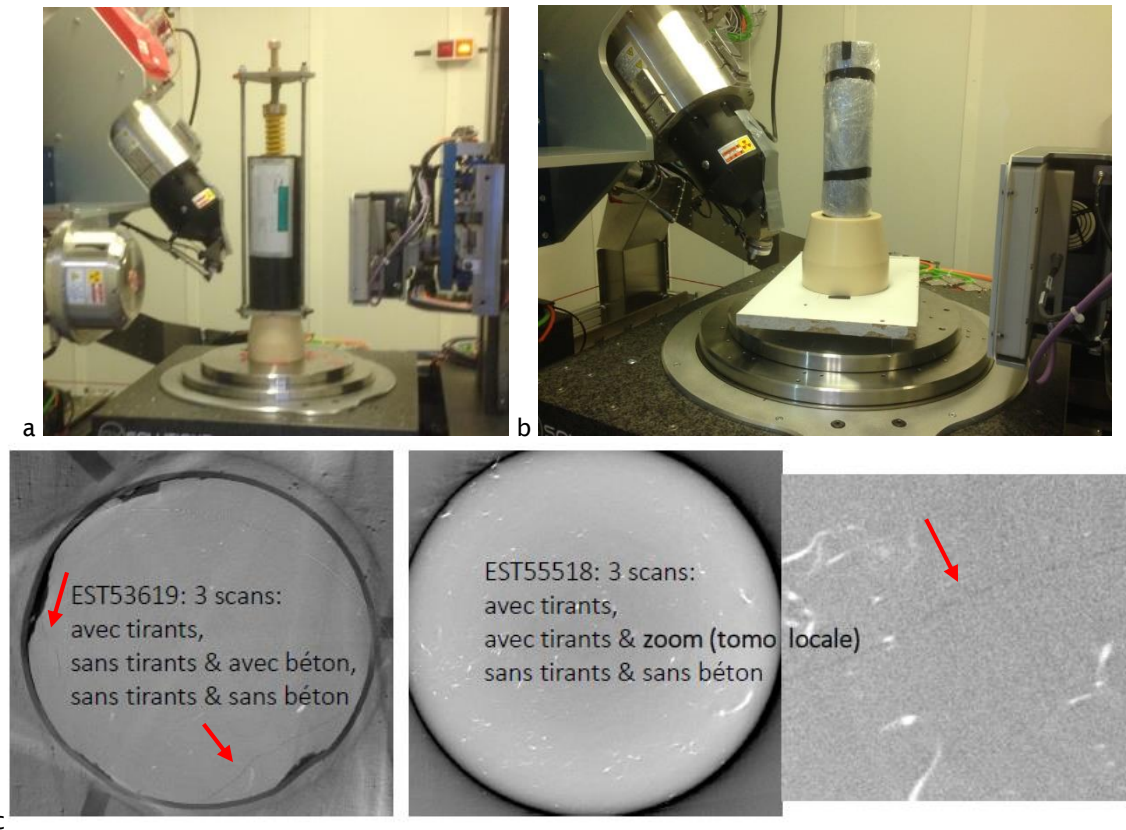 a
b
EST53619: 3 scans:
avec tirants,
sans tirants & avec béton,
sans tirants & sans béton
EST55518: 3 scans:
avec tirants,
avec tirants & zoom (tomo locale)
sans tirants & sans béton
c